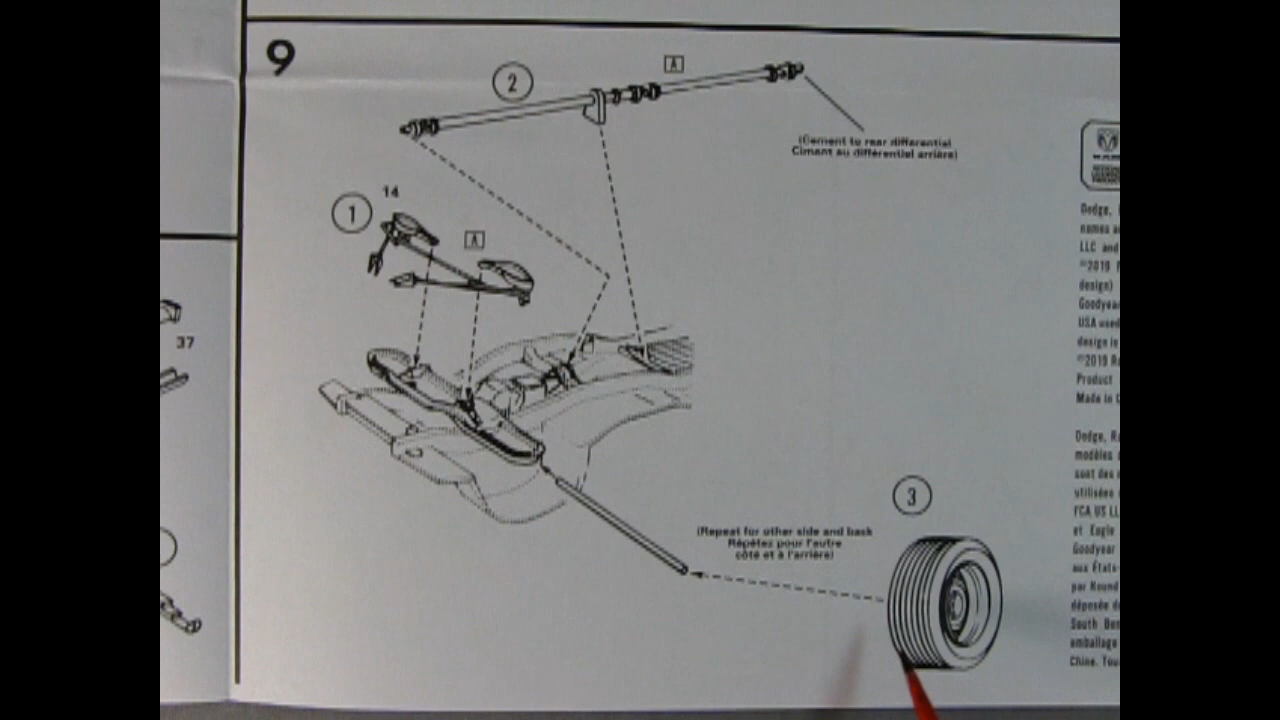 9
2
A
(Cement to rear differential
Ciment au différentiel arrière)
14
1
A
37
3
(Repeat for other side and back
Répétez pour l'autre
côté et à l'arrière)
Dodge,
names a
LLC and
©2019
design)
Goodyear
USA used
design is
©2019 R
Product
Made in C
Dodge, R
modèles
sont des
utilisées
FCA US LL
et Eagle
Goodyear
aux États-
par Round
déposée d
South Ben
emballage
Chine. Tou